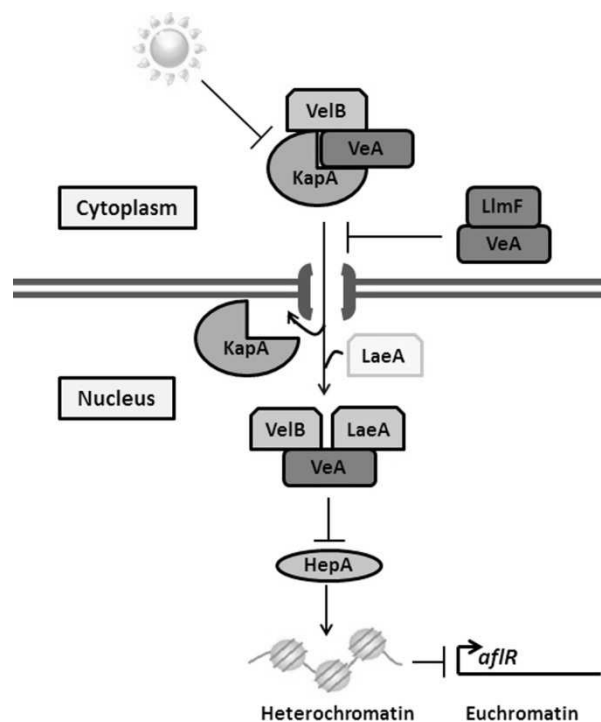 VelB
VeA
KapA
Cytoplasm
LlmF
VeA
KapA
LaeA
Nucleus
VelB LaeA
VeA
HepA
aflR
Heterochromatin Euchromatin